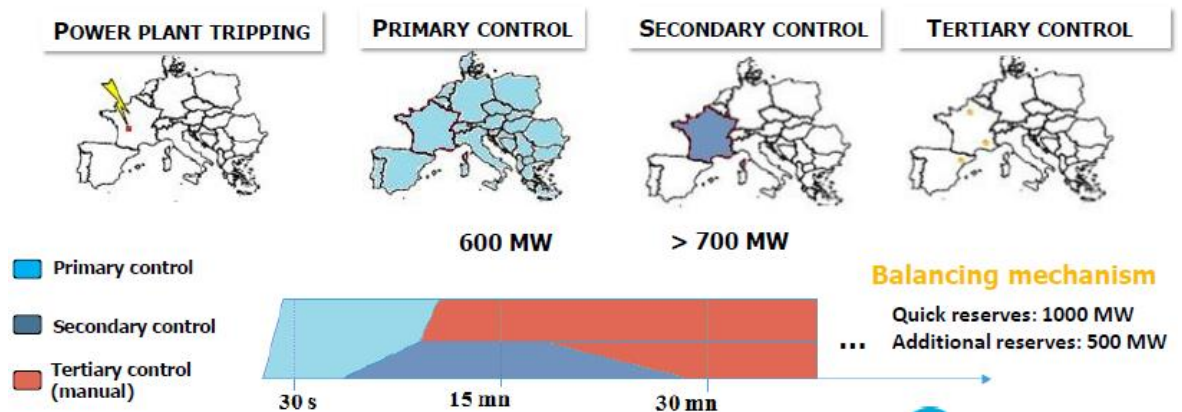 POWER PLANT TRIPPING
PRIMARY CONTROL
SECONDARY CONTROL
TERTIARY CONTROL
600 MW
> 700 MW
Primary control
Secondary control
Tertiary control
(manual)
Balancing mechanism
Quick reserves: 1000 MW
... Additional reserves: 500 MW
30 s
15 mn
30 mn